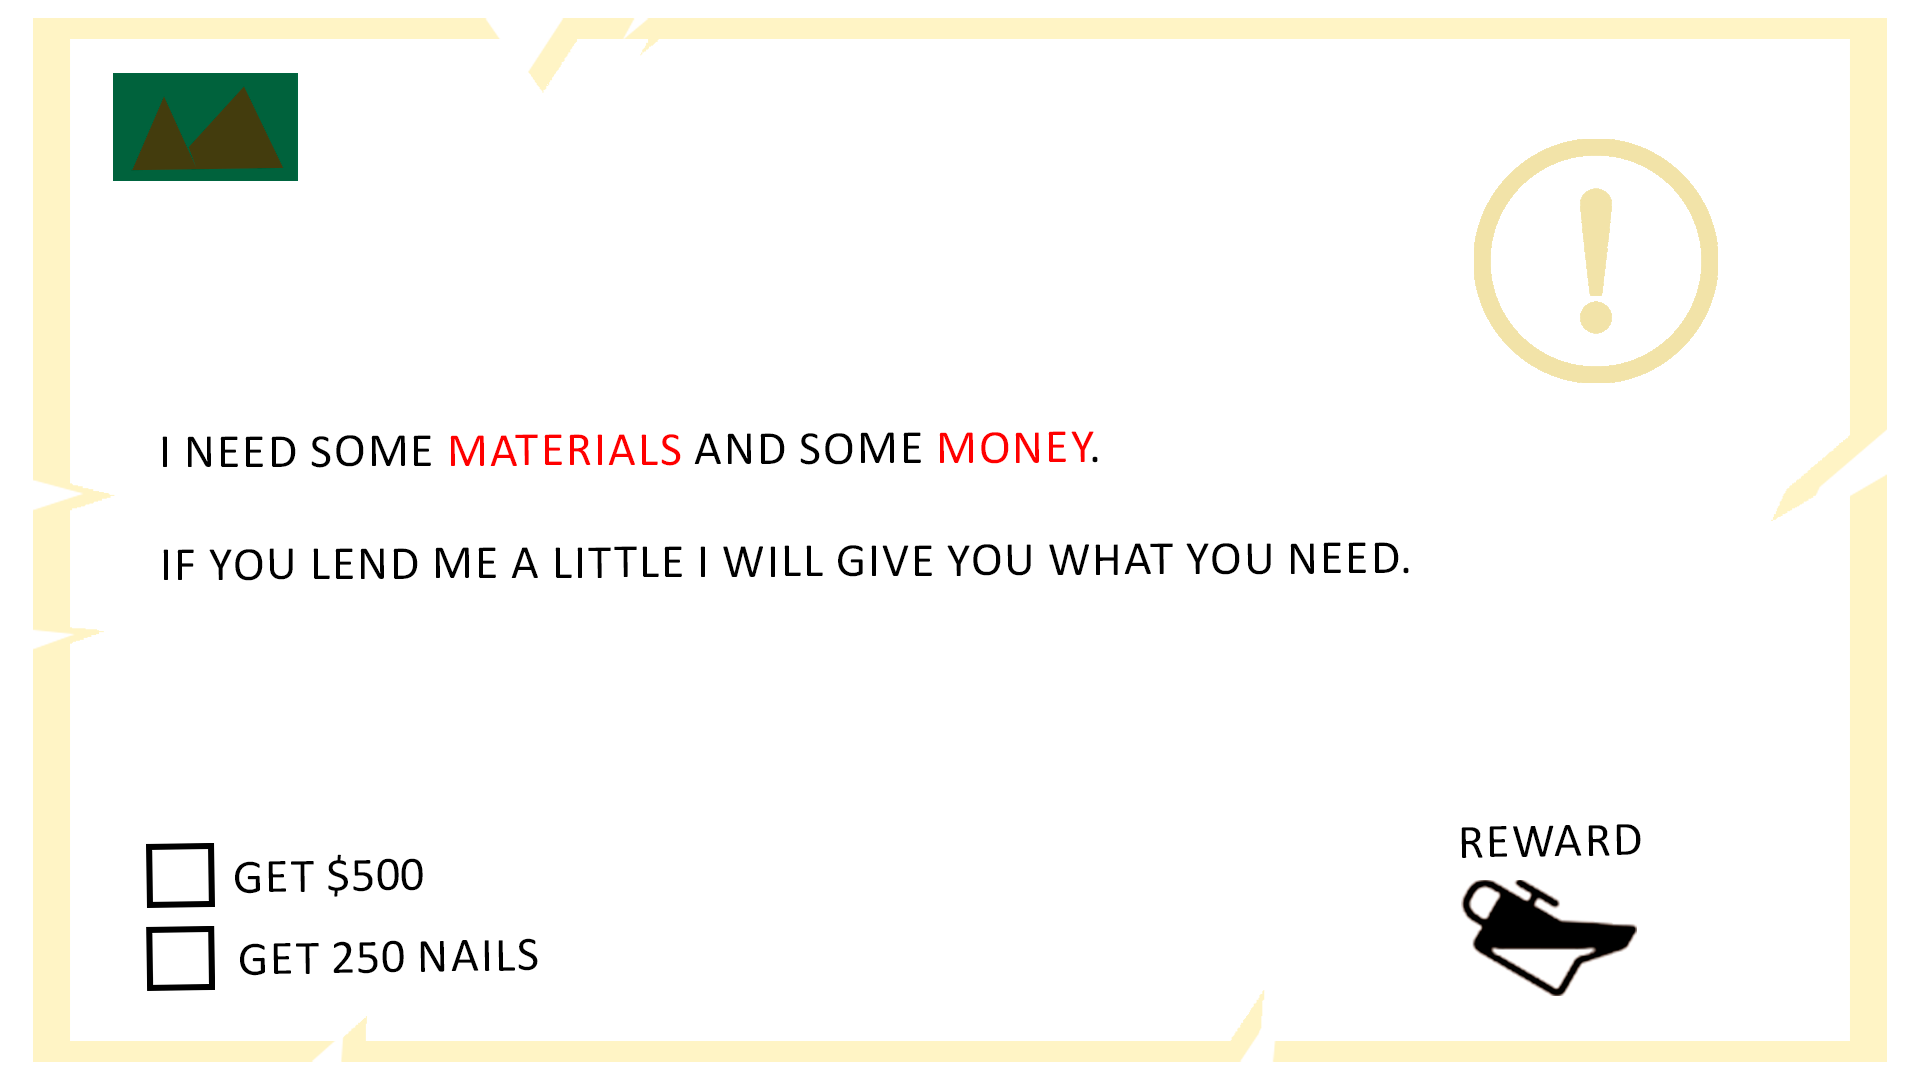 I NEED SOME MATERIALS AND SOME MONEY.
IF YOU LEND ME A LITTLE I WILL GIVE YOU WHAT YOU NEED.
GET $500
GET 250 NAILS
REWARD